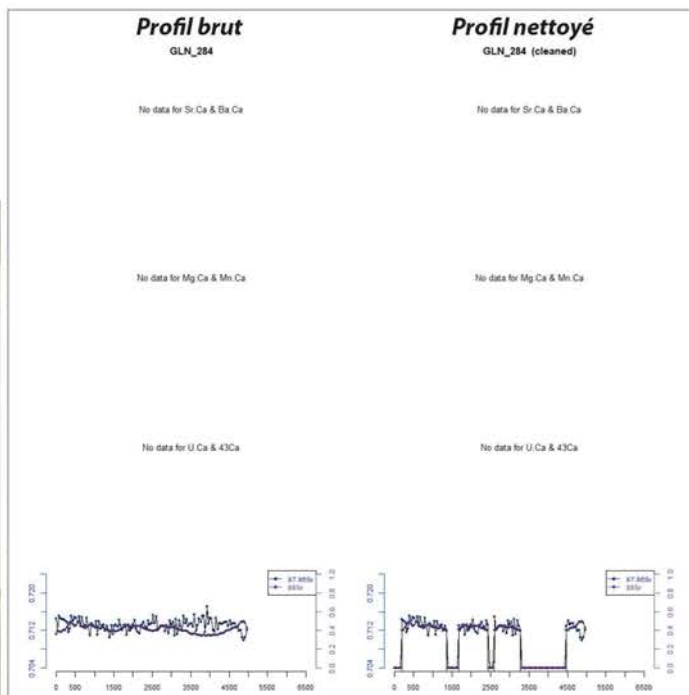 Profil brut
GLN_284
No data for Sr.Ca & Ba.Ca
No data for Mg.Ca & Mn.Ca
No data for U.Ca & 43Ca
0.720
0.712
0.704
1.0
0.8
0.6
0.4
0.2
0.0
0 500 1500 2500 3500 4500 5500 6500
Profil nettoyé
GLN_284 (cleaned)
No data for Sr.Ca & Ba.Ca
No data for Mg.Ca & Mn.Ca
No data for U.Ca & 43Ca
0.720
0.712
0.704
1.0
0.8
0.6
0.4
0.2
0.0
0 500 1500 2500 3500 4500 5500 6500